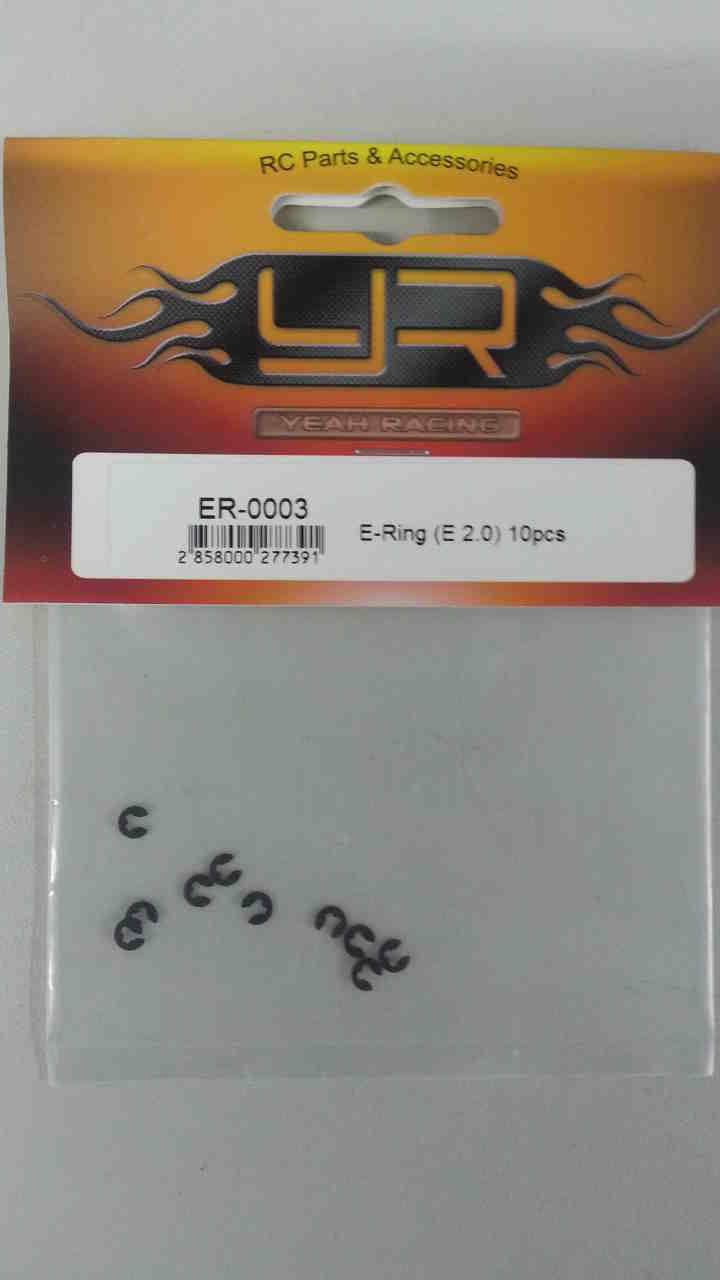 RC Parts & Accessories
YR
YEAH RACING
ER-0003
2 858000 277391
E-Ring (E 2.0) 10pcs